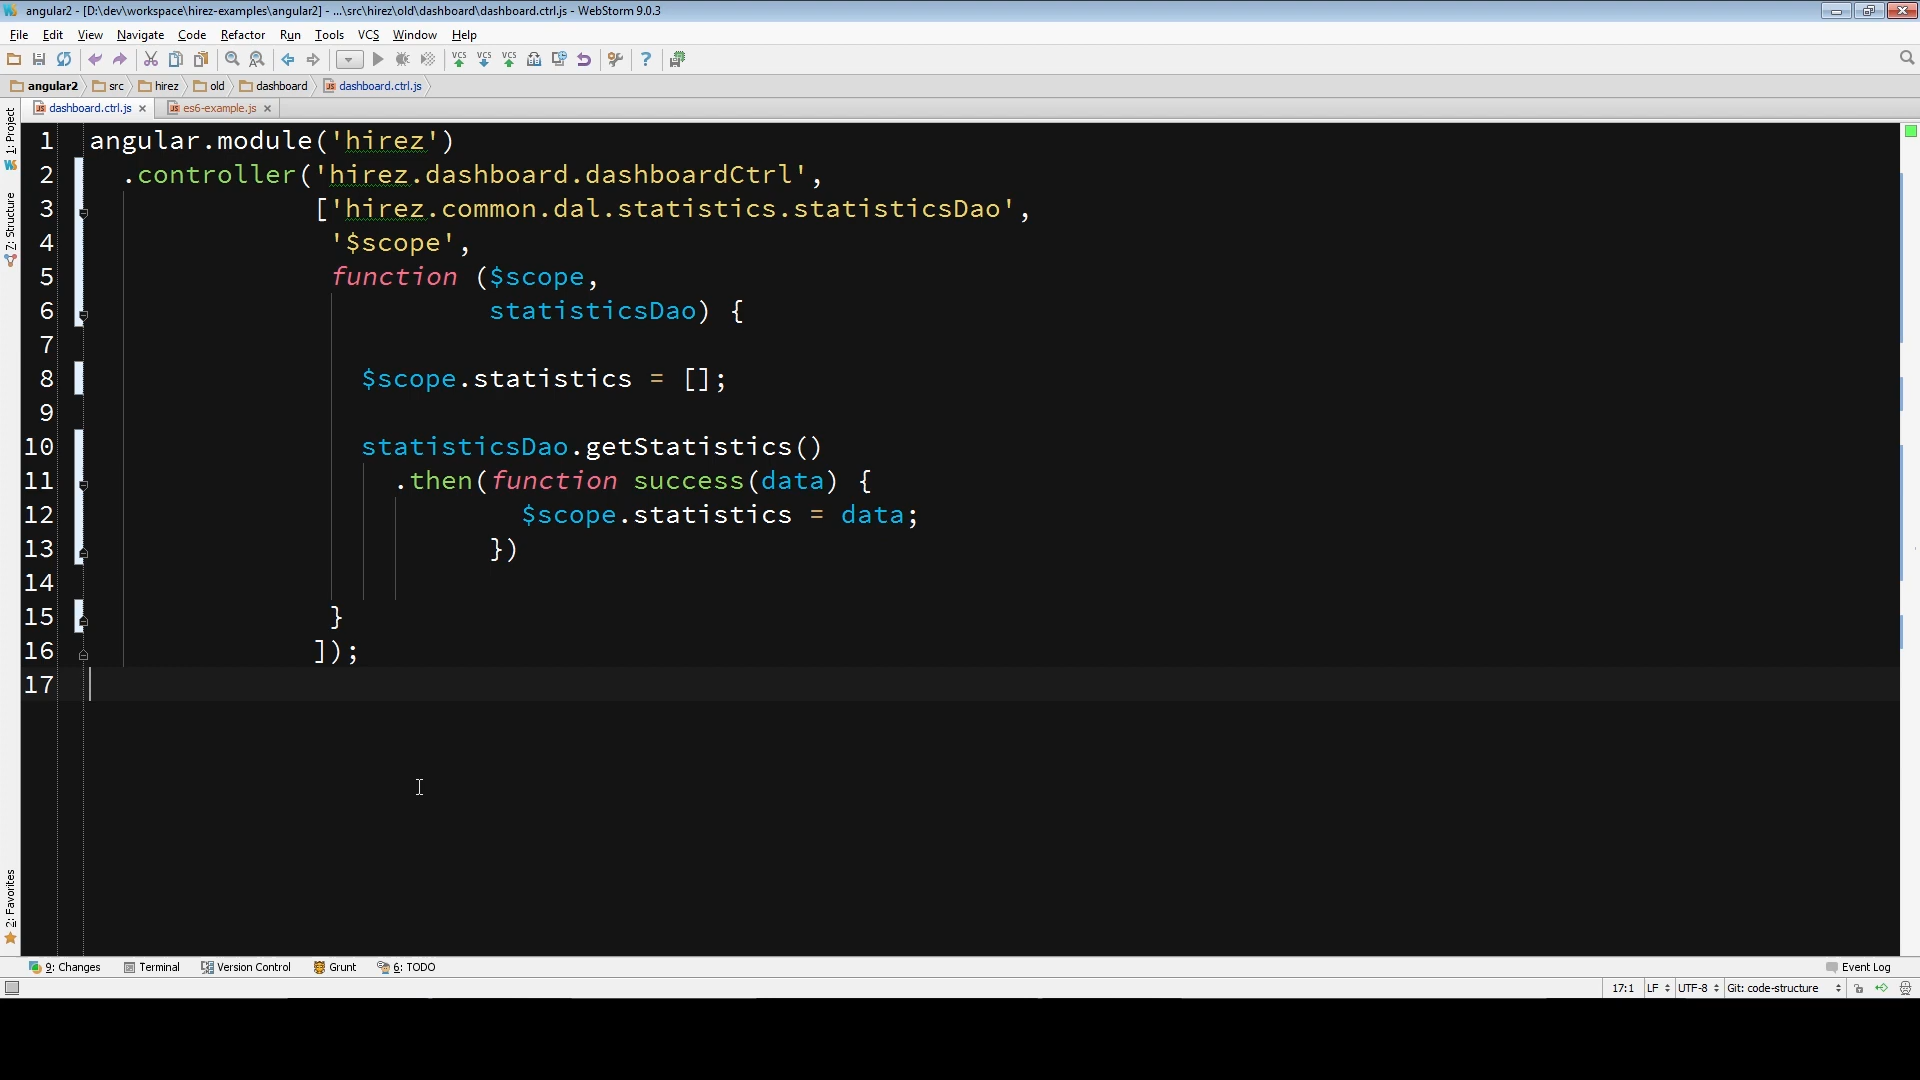 angular2 - [D:\dev\workspace\hirez-examples\angular2] - ...\src\hirez\old\dashboard\dashboard.ctrl.js - WebStorm 9.0.3
File Edit View Navigate Code Refactor Run Tools VCS Window Help
VCS VCS VCS
angular2 src hirez old dashboard dashboard.ctrl.js
dashboard.ctrl.js es6-example.js
1: Project
Z: Structure
2: Favorites
1 angular.module('hirez')
2 .controller('hirez.dashboard.dashboardCtrl',
3 ['hirez.common.dal.statistics.statisticsDao',
4 '$scope',
5 function ($scope,
6 statisticsDao) {
7
8 $scope.statistics = [];
9
10 statisticsDao.getStatistics()
11 .then(function success(data) {
12 $scope.statistics = data;
13 })
14
15 }
16 ]);
17
9: Changes Terminal Version Control Grunt 6: TODO Event Log
17:1 LF UTF-8 Git: code-structure